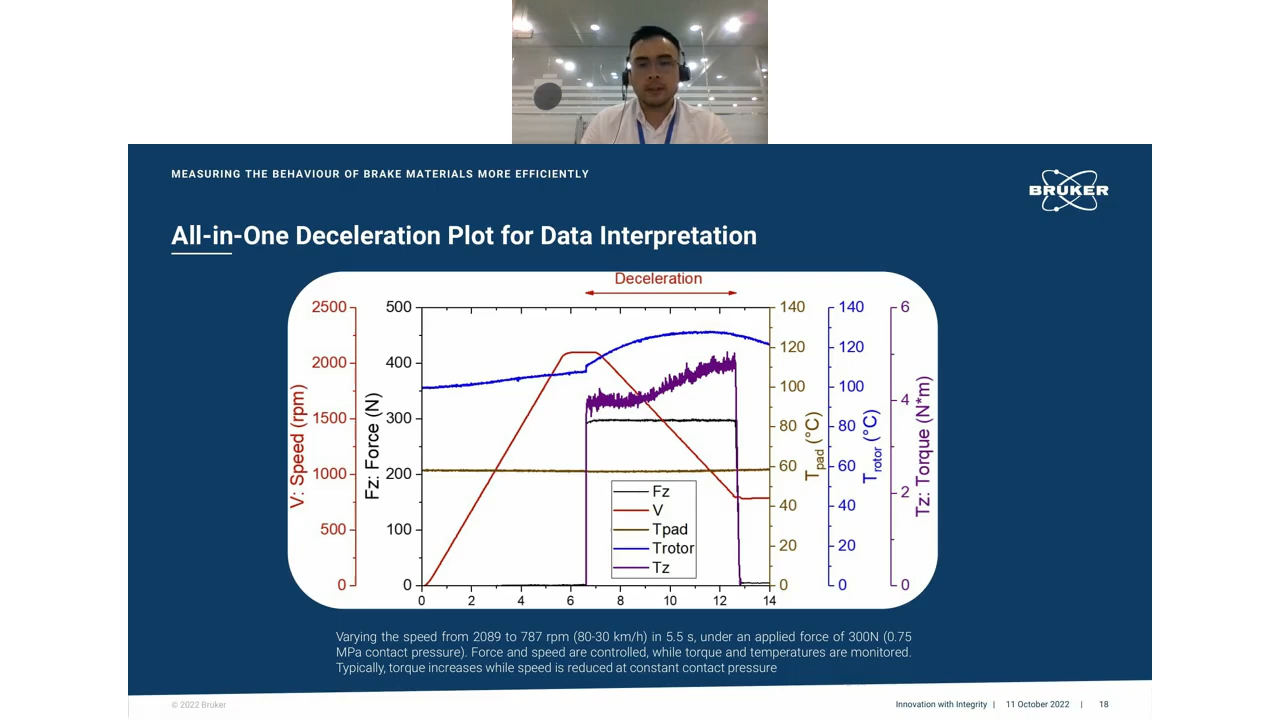 MEASURING THE BEHAVIOUR OF BRAKE MATERIALS MORE EFFICIENTLY
BRUKER
All-in-One Deceleration Plot for Data Interpretation
Deceleration
2500
2000
1500
1000
500
0
V: Speed (rpm)
500
400
300
200
100
0
Fz: Force (N)
0 2 4 6 8 10 12 14
Fz
V
Tpad
Trotor
Tz
140
120
100
80
60
40
20
0
Tpad (°C)
140
120
100
80
60
40
20
0
Trotor (°C)
6
4
2
0
Tz: Torque (N*m)
Varying the speed from 2089 to 787 rpm (80-30 km/h) in 5.5 s, under an applied force of 300N (0.75
MPa contact pressure). Force and speed are controlled, while torque and temperatures are monitored.
Typically, torque increases while speed is reduced at constant contact pressure
© 2022 Bruker
Innovation with Integrity | 11 October 2022 | 18